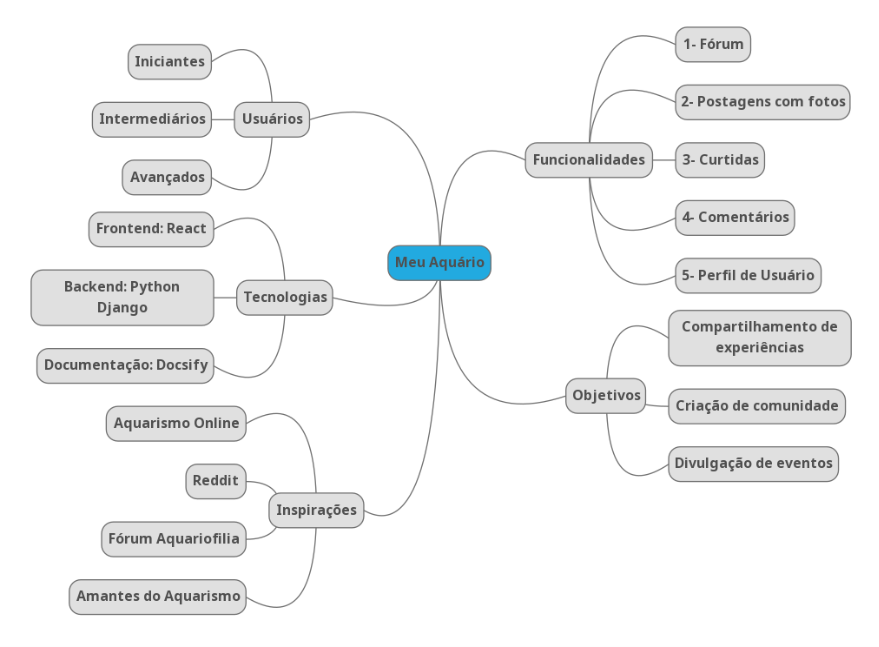 Meu Aquário
Usuários
Iniciantes
Intermediários
Avançados
Tecnologias
Frontend: React
Backend: Python
Django
Documentação: Docsify
Inspirações
Aquarismo Online
Reddit
Fórum Aquariofilia
Amantes do Aquarismo
Funcionalidades
1- Fórum
2- Postagens com fotos
3- Curtidas
4- Comentários
5- Perfil de Usuário
Objetivos
Compartilhamento de
experiências
Criação de comunidade
Divulgação de eventos